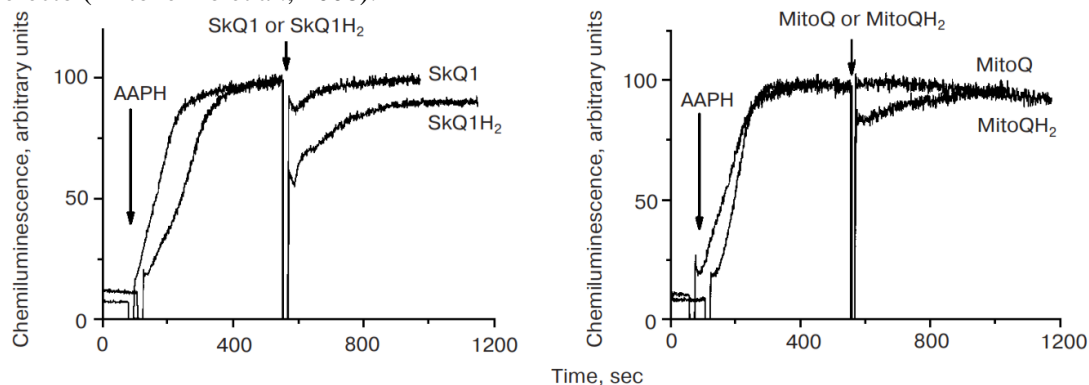 SkQ1 or SkQ1H₂
MitoQ or MitoQH₂
Chemiluminescence, arbitrary units
100
50
0
AAPH
SkQ1
SkQ1H₂
0
400
800
1200
Chemiluminescence, arbitrary units
100
50
0
AAPH
MitoQ
MitoQH₂
0
400
800
1200
Time, sec